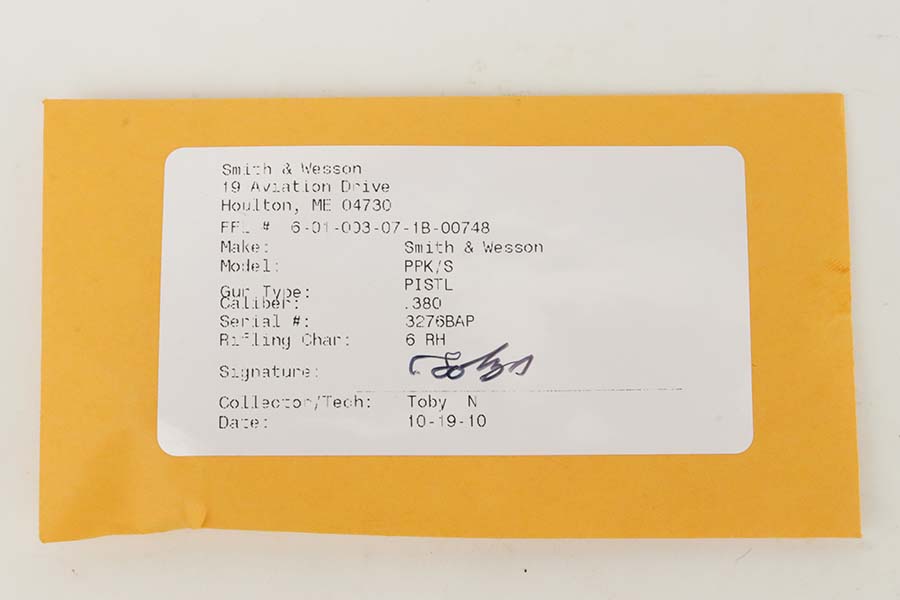 Smith & Wesson
19 Aviation Drive
Houlton, ME 04730
FFL # 6-01-003-07-1B-00748
Make: Smith & Wesson
Model: PPK/S
Gun Type: PISTL
Caliber: .380
Serial #: 3276BAP
Rifling Char: 6 RH
Signature: Toby
Collector/Tech: Toby N
Date: 10-19-10